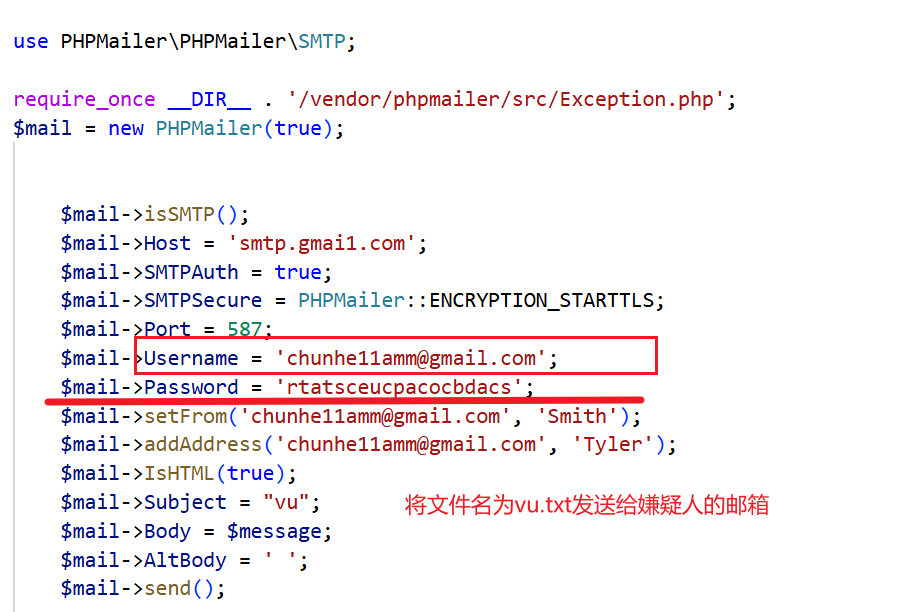 use PHPMailer\PHPMailer\SMTP;
require_once __DIR__ . '/vendor/phpmailer/src/Exception.php';
$mail = new PHPMailer(true);
$mail->isSMTP();
$mail->Host = 'smtp.gmai1.com';
$mail->SMTPAuth = true;
$mail->SMTPSecure = PHPMailer::ENCRYPTION_STARTTLS;
$mail->Port = 587;
$mail->Username = 'chunhe11amm@gmail.com';
$mail->Password = 'rtatsceucpacocbdacs';
$mail->setFrom('chunhe11amm@gmail.com', 'Smith');
$mail->addAddress('chunhe11amm@gmail.com', 'Tyler');
$mail->IsHTML(true);
$mail->Subject = "vu";
将文件名为vu.txt发送给嫌疑人的邮箱
$mail->Body = $message;
$mail->AltBody = ' ';
$mail->send();